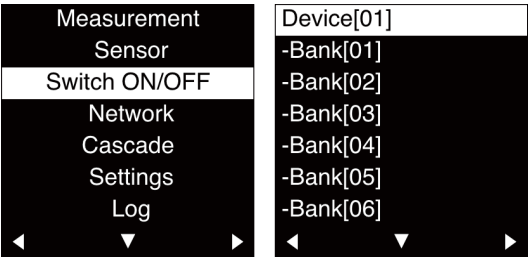 Measurement
Sensor
Switch ON/OFF
Network
Cascade
Settings
Log
Device[01]
-Bank[01]
-Bank[02]
-Bank[03]
-Bank[04]
-Bank[05]
-Bank[06]